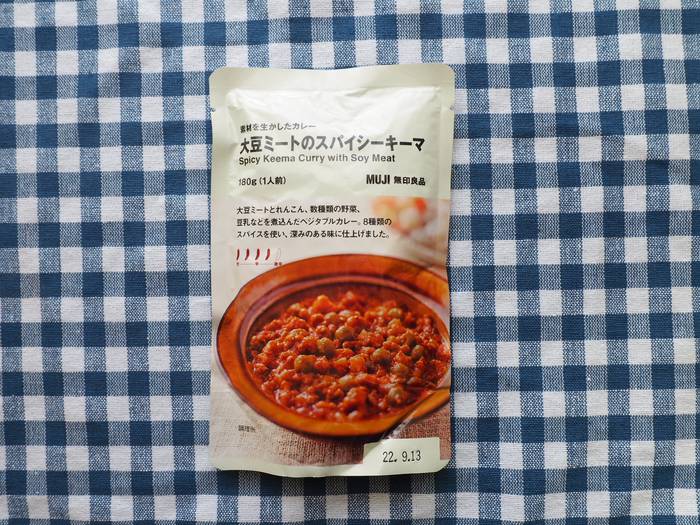 素材を生かしたカレー
大豆ミートのスパイシーキーマ
Spicy Keema Curry with Soy Meat
180g (1人前)
MUJI 無印良品
大豆ミートとれんこん、数種類の野菜、
豆乳などを煮込んだベジタブルカレー。8種類の
スパイスを使い、深みのある味に仕上げました。
調理例
22. 9.13